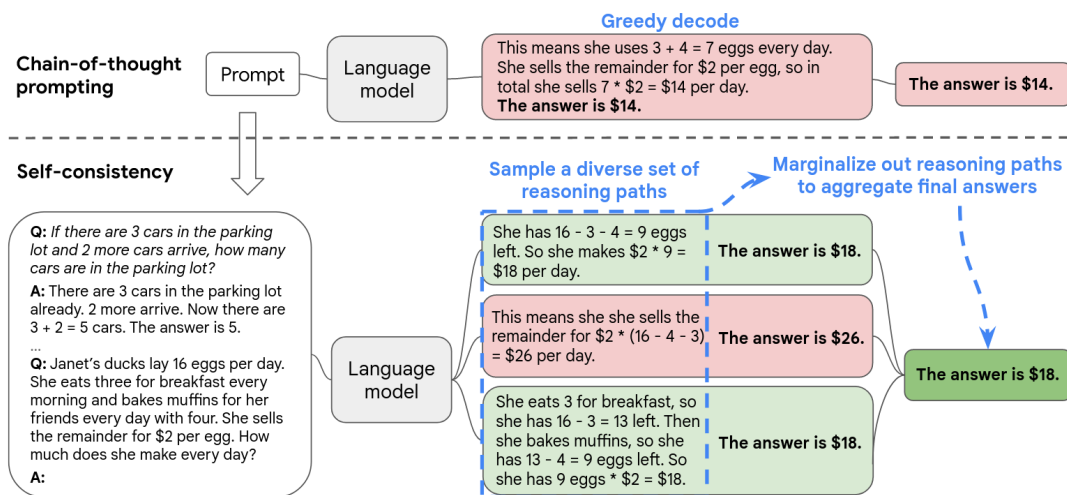 Greedy decode
Chain-of-thought
prompting
Prompt
Language
model
This means she uses 3 + 4 = 7 eggs every day.
She sells the remainder for $2 per egg, so in
total she sells 7 * $2 = $14 per day.
The answer is $14.
The answer is $14.
Self-consistency
Sample a diverse set of
reasoning paths
Marginalize out reasoning paths
to aggregate final answers
Q: If there are 3 cars in the parking
lot and 2 more cars arrive, how many
cars are in the parking lot?
A: There are 3 cars in the parking lot
already. 2 more arrive. Now there are
3 + 2 = 5 cars. The answer is 5.
...
Q: Janet's ducks lay 16 eggs per day.
She eats three for breakfast every
morning and bakes muffins for her
friends every day with four. She sells
the remainder for $2 per egg. How
much does she make every day?
A:
Language
model
She has 16 - 3 - 4 = 9 eggs
left. So she makes $2 * 9 =
$18 per day.
The answer is $18.
This means she she sells the
remainder for $2 * (16 - 4 - 3)
= $26 per day.
The answer is $26.
She eats 3 for breakfast, so
she has 16 - 3 = 13 left. Then
she bakes muffins, so she
has 13 - 4 = 9 eggs left. So
she has 9 eggs * $2 = $18.
The answer is $18.
The answer is $18.